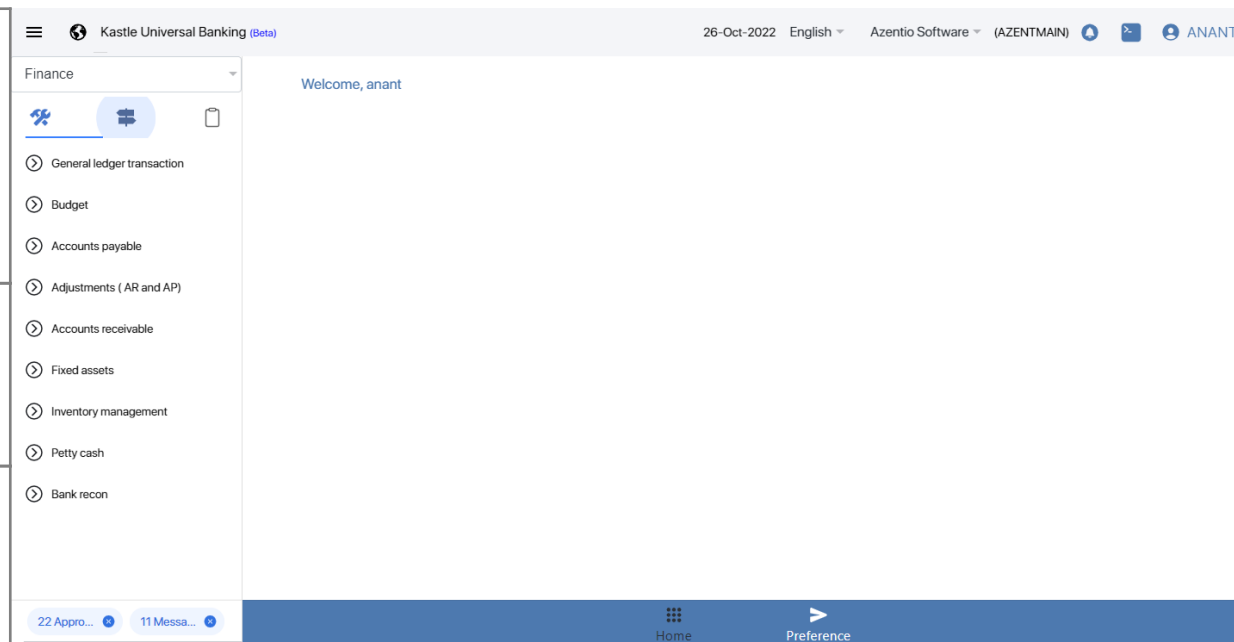 Kastle Universal Banking (Beta)
26-Oct-2022 English Azentio Software (AZENTMAIN) ANANT
Finance
Welcome, anant
General ledger transaction
Budget
Accounts payable
Adjustments ( AR and AP)
Accounts receivable
Fixed assets
Inventory management
Petty cash
Bank recon
22 Appro... 11 Messa...
Home Preference